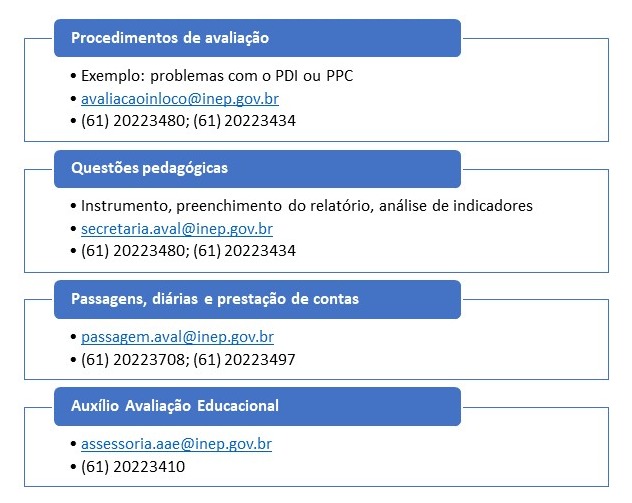 Procedimentos de avaliação
• Exemplo: problemas com o PDI ou PPC
• avaliacaoinloco@inep.gov.br
• (61) 20223480; (61) 20223434
Questões pedagógicas
• Instrumento, preenchimento do relatório, análise de indicadores
• secretaria.aval@inep.gov.br
• (61) 20223480; (61) 20223434
Passagens, diárias e prestação de contas
• passagem.aval@inep.gov.br
• (61) 20223708; (61) 20223497
Auxílio Avaliação Educacional
• assessoria.aae@inep.gov.br
• (61) 20223410